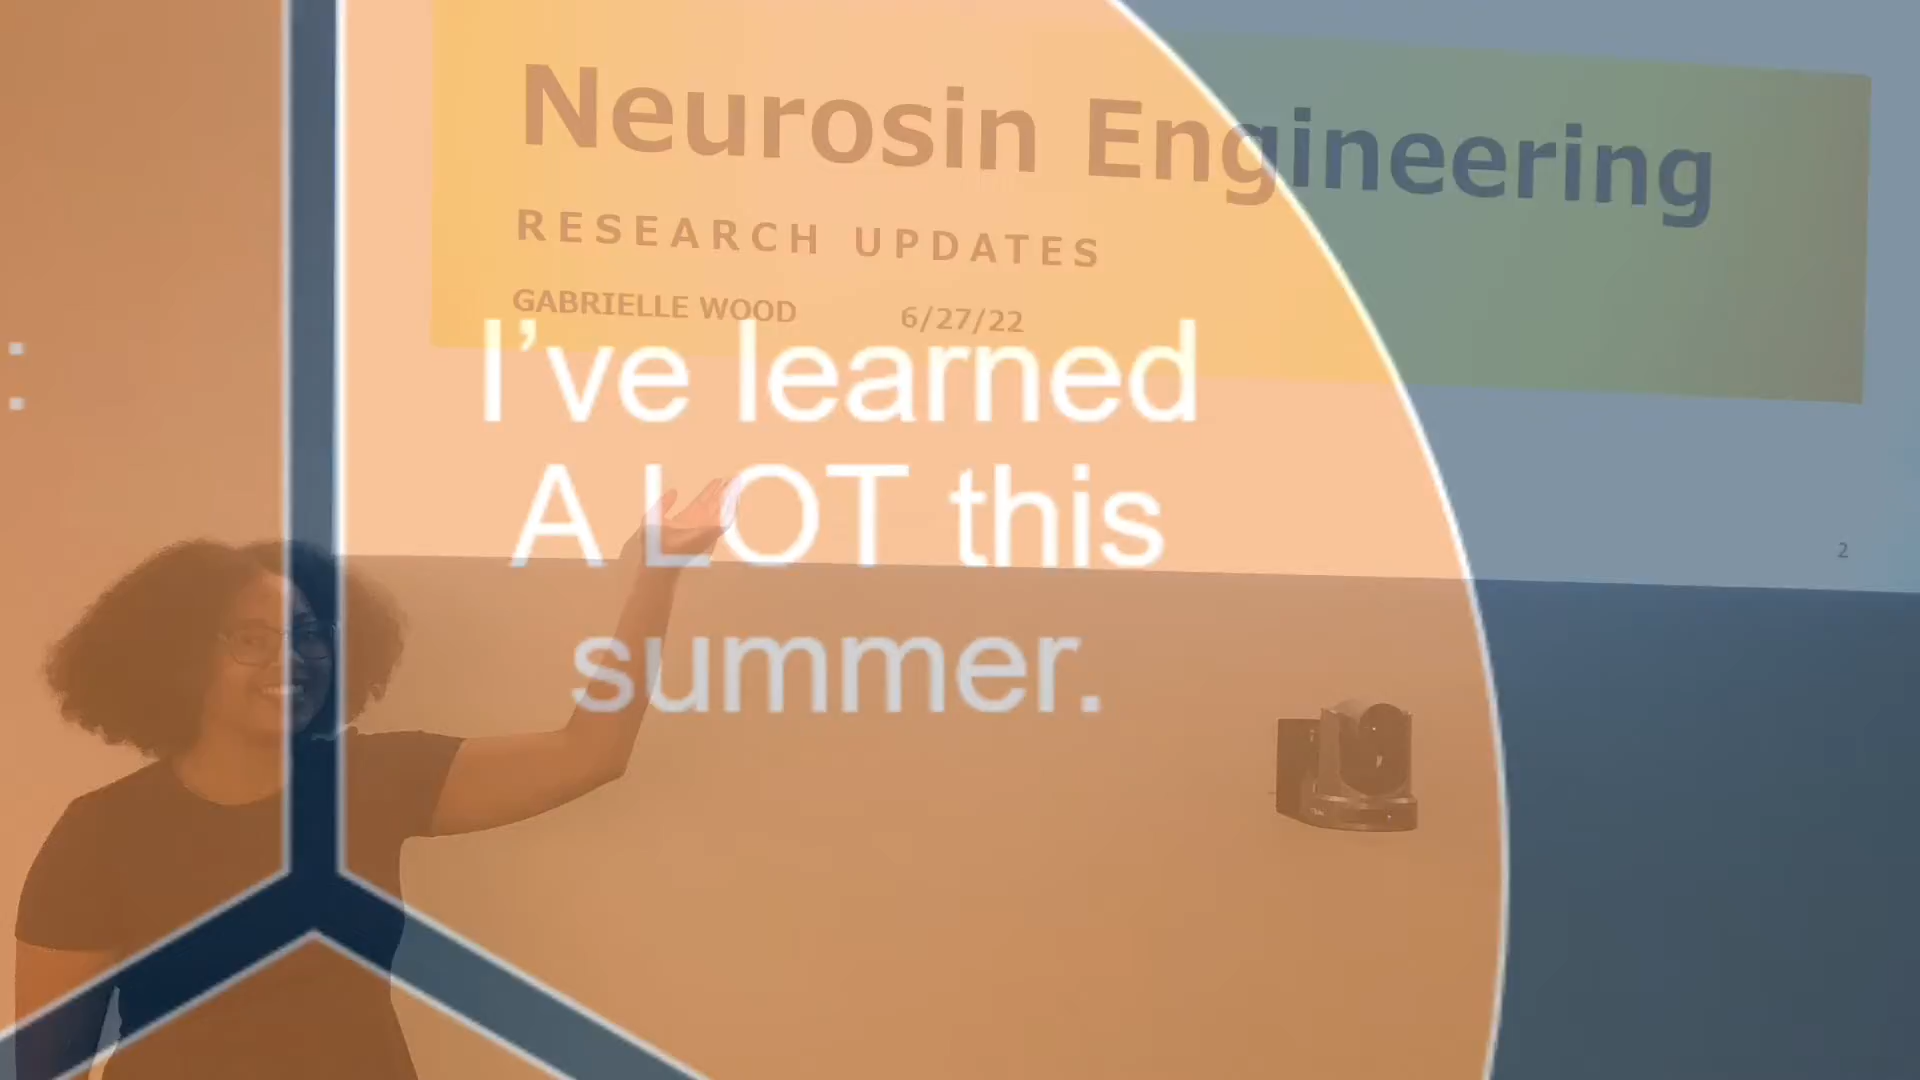 Neurosin Engineering
RESEARCH UPDATES
GABRIELLE WOOD 6/27/22
I’ve learned
A LOT this
summer.
2
: